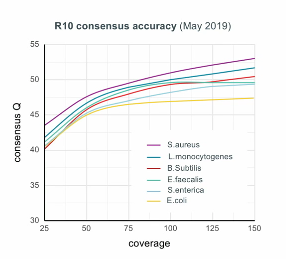 R10 consensus accuracy (May 2019)
55
50
45
40
35
30
consensus Q
25
50
75
100
125
150
coverage
S.aureus
L.monocytogenes
B.Subtilis
E.faecalis
S.enterica
E.coli